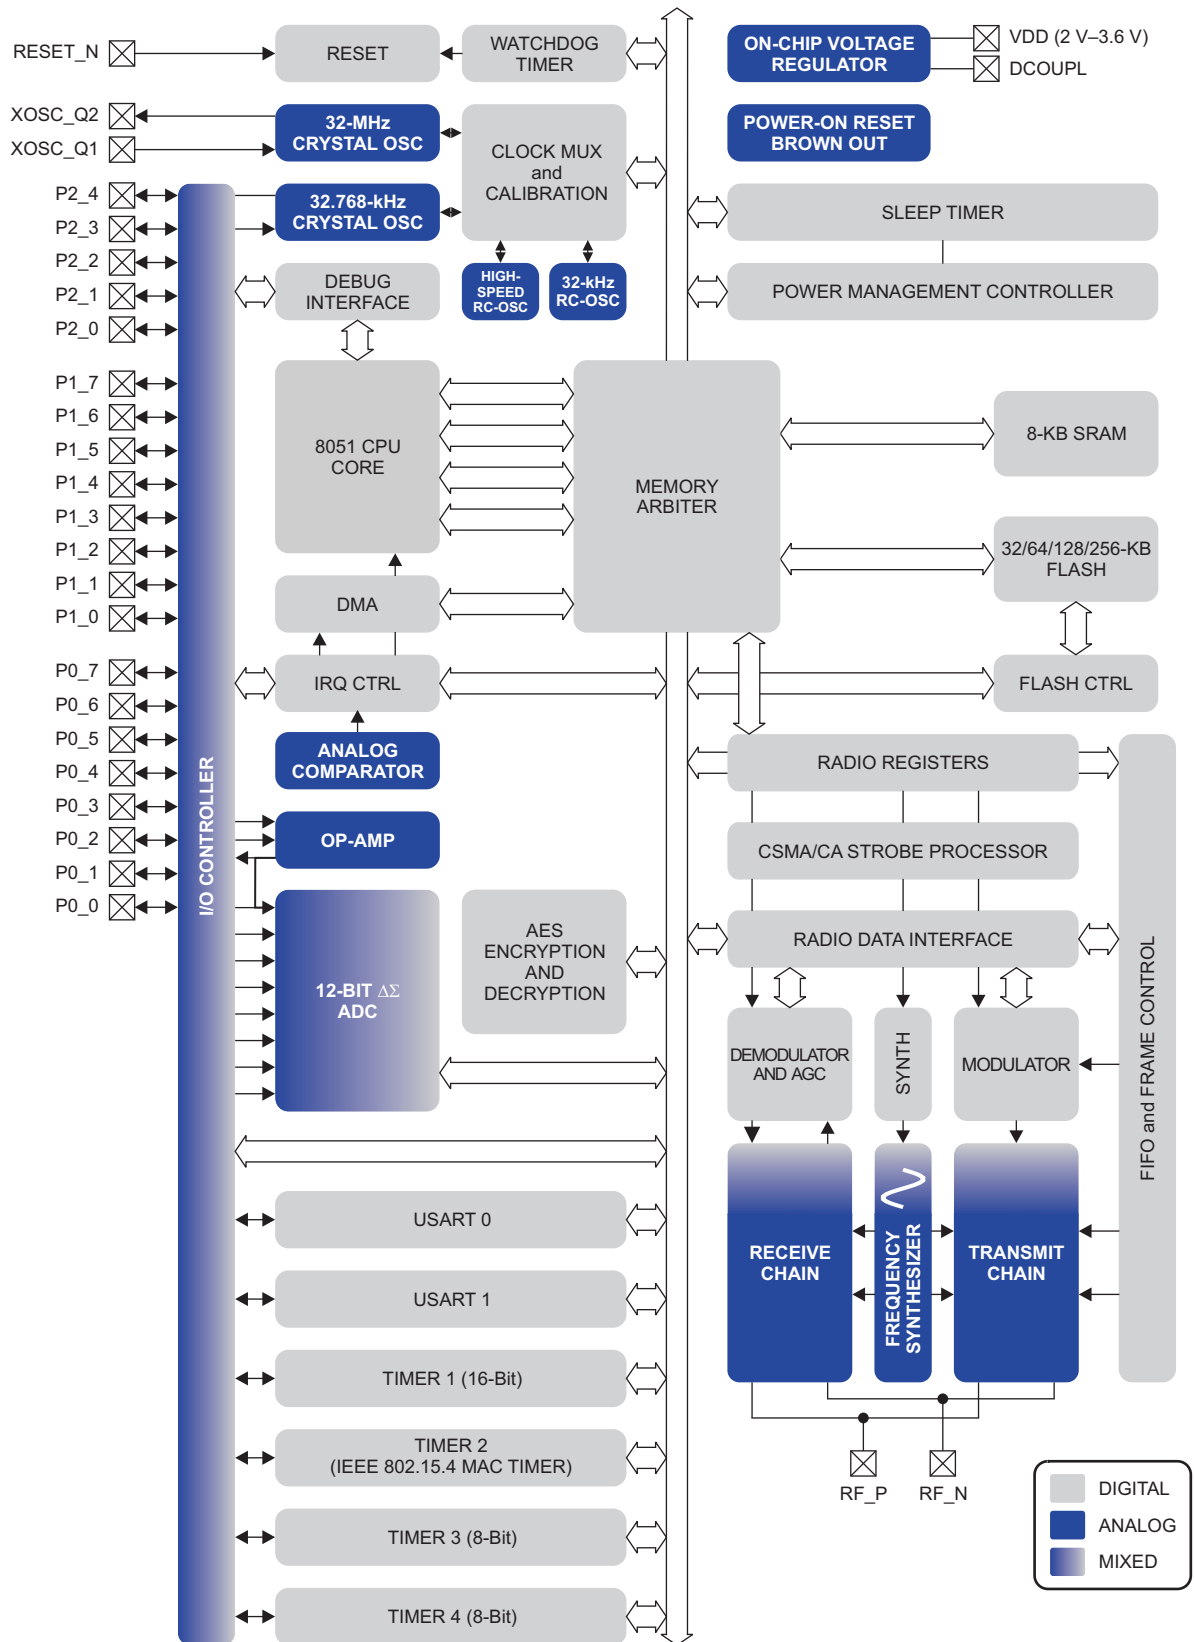 RESET_N
RESET
WATCHDOG
TIMER
ON-CHIP VOLTAGE
REGULATOR
VDD (2 V–3.6 V)
DCOUPL
XOSC_Q2
XOSC_Q1
32-MHz
CRYSTAL OSC
CLOCK MUX
and
CALIBRATION
POWER-ON RESET
BROWN OUT
P2_4
P2_3
P2_2
P2_1
P2_0
32.768-kHz
CRYSTAL OSC
SLEEP TIMER
DEBUG
INTERFACE
HIGH-
SPEED
RC-OSC
32-kHz
RC-OSC
POWER MANAGEMENT CONTROLLER
P1_7
P1_6
P1_5
P1_4
P1_3
P1_2
P1_1
P1_0
8051 CPU
CORE
MEMORY
ARBITER
8-KB SRAM
32/64/128/256-KB
FLASH
DMA
P0_7
P0_6
P0_5
P0_4
P0_3
P0_2
P0_1
P0_0
IRQ CTRL
FLASH CTRL
ANALOG
COMPARATOR
RADIO REGISTERS
I/O CONTROLLER
OP-AMP
CSMA/CA STROBE PROCESSOR
AES
ENCRYPTION
AND
DECRYPTION
RADIO DATA INTERFACE
12-BIT ΔΣ
ADC
DEMODULATOR
AND AGC
SYNTH
MODULATOR
FIFO and FRAME CONTROL
USART 0
RECEIVE
CHAIN
FREQUENCY
SYNTHESIZER
TRANSMIT
CHAIN
USART 1
TIMER 1 (16-Bit)
TIMER 2
(IEEE 802.15.4 MAC TIMER)
RF_P
RF_N
TIMER 3 (8-Bit)
TIMER 4 (8-Bit)
DIGITAL
ANALOG
MIXED